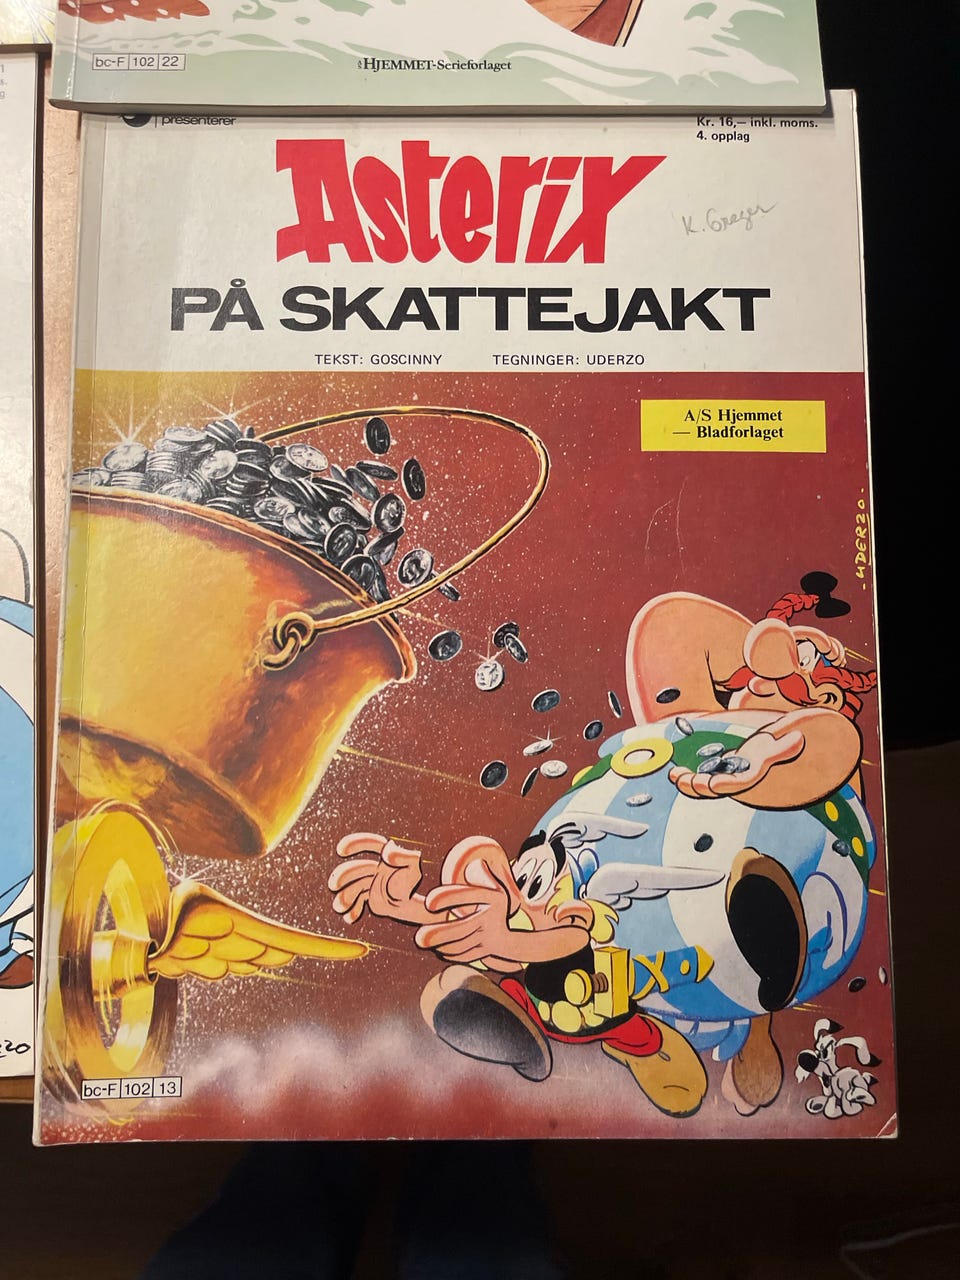 bc-F 102 22
A/S HJEMMET-Serieforlaget
presenterer
Kr. 16,– inkl. moms.
4. opplag
Asterix
K. Greger
PÅ SKATTEJAKT
TEKST: GOSCINNY TEGNINGER: UDERZO
A/S Hjemmet
— Bladforlaget
-UDERZO-
bc-F 102 13